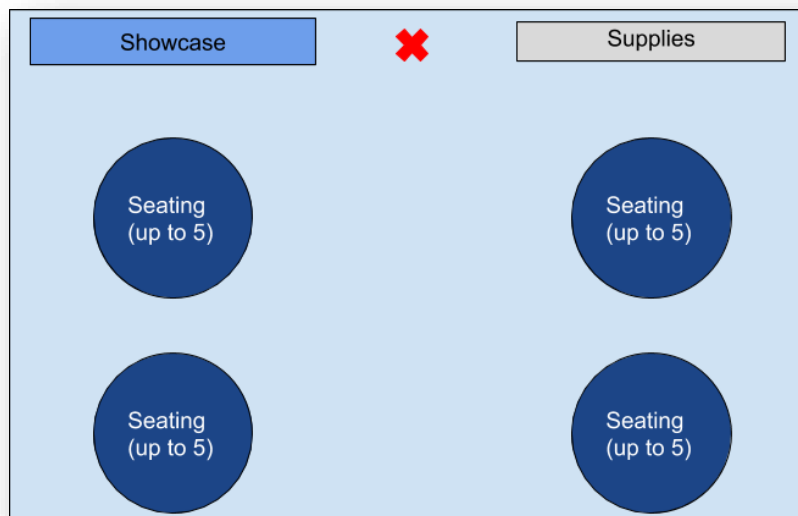 Showcase
Supplies
Seating
(up to 5)
Seating
(up to 5)
Seating
(up to 5)
Seating
(up to 5)